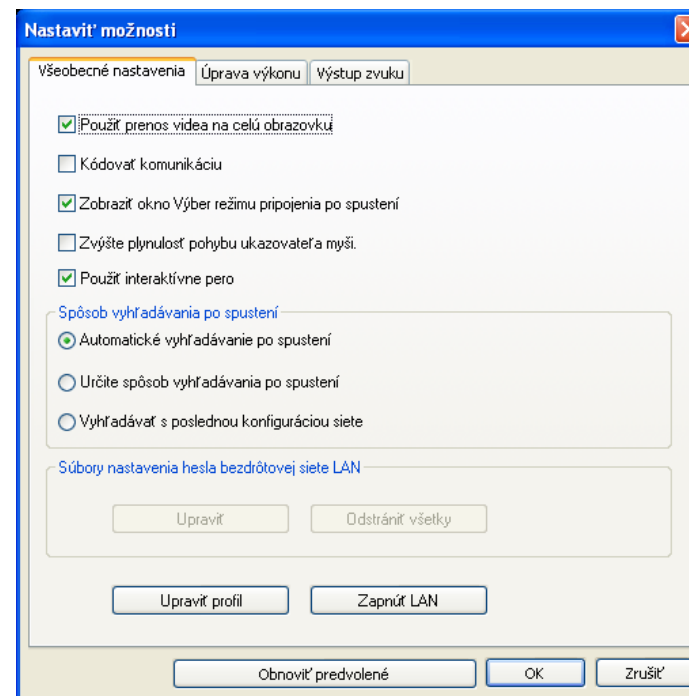 Nastaviť možnosti
Všeobecné nastavenia Úprava výkonu Výstup zvuku
Použiť prenos videa na celú obrazovku
Kódovať komunikáciu
Zobraziť okno Výber režimu pripojenia po spustení
Zvýšte plynulosť pohybu ukazovateľa myši.
Použiť interaktívne pero
Spôsob vyhľadávania po spustení
Automatické vyhľadávanie po spustení
Určite spôsob vyhľadávania po spustení
Vyhľadávať s poslednou konfiguráciou siete
Súbory nastavenia hesla bezdrôtovej siete LAN
Upraviť Odstrániť všetky
Upraviť profil Zapnúť LAN
Obnoviť predvolené OK Zrušiť